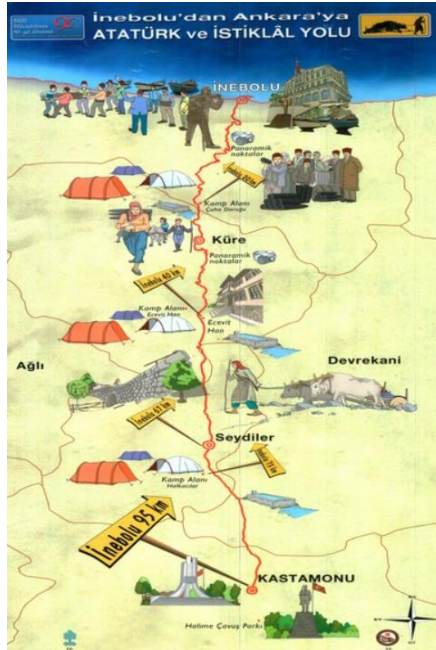 İnebolu'dan Ankara'ya
ATATÜRK ve İSTİKLÂL YOLU
İNEBOLU
Panoramik
noktalar
Kamp Alanı
Küre
Panoramik
noktalar
İnebolu 40 km
Kamp Alanı
Ecevit Han
Ecevit
Han
Ağlı
Devrekani
İnebolu 61 km
Seydiler
Kamp Alanı
Halkacılar
İnebolu 95 km
KASTAMONU
Halime Çavuş Parkı